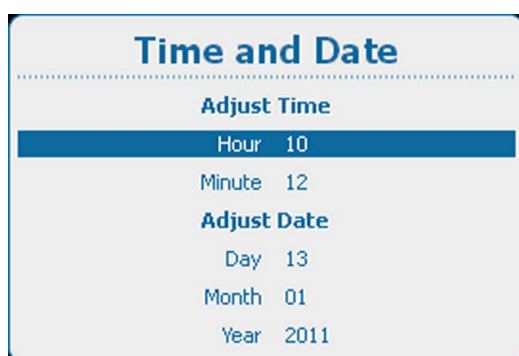 Time and Date
Adjust Time
Hour 10
Minute 12
Adjust Date
Day 13
Month 01
Year 2011